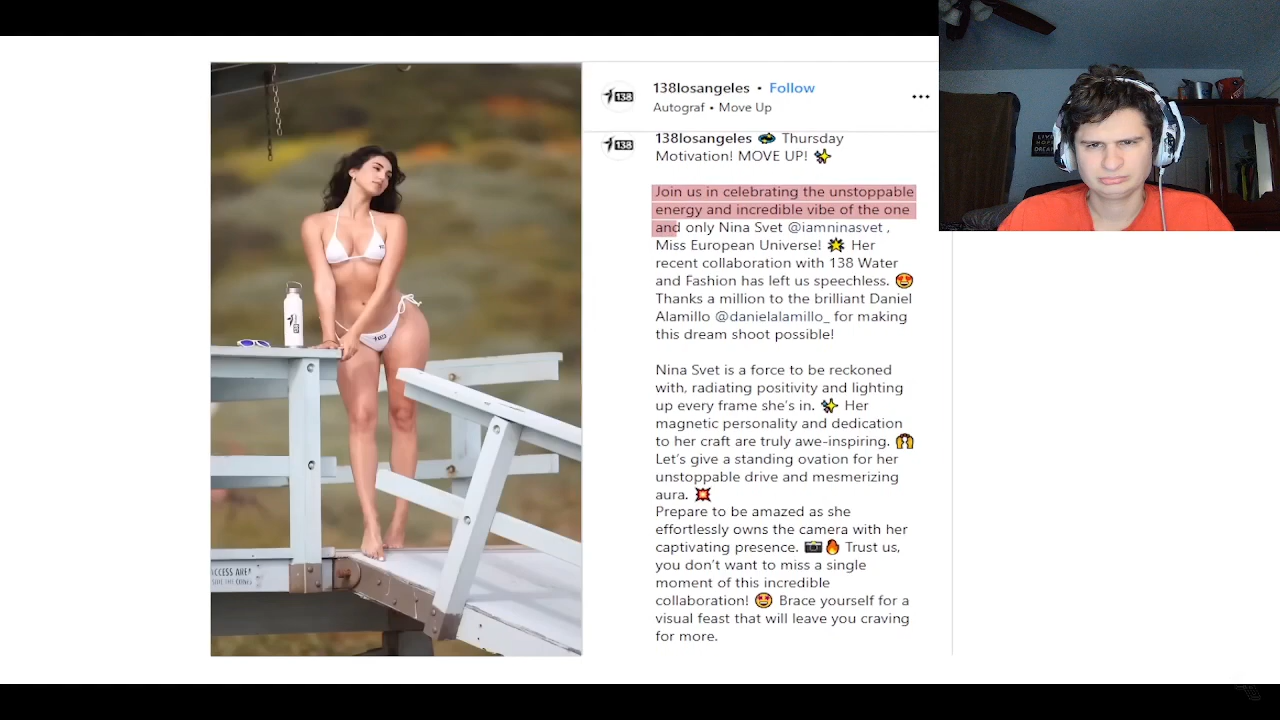 138losangeles • Follow
Autograf • Move Up
138losangeles 🪰 Thursday
Motivation! MOVE UP! ✨
Join us in celebrating the unstoppable
energy and incredible vibe of the one
and only Nina Svet @iamninasvet ,
Miss European Universe! 🌟 Her
recent collaboration with 138 Water
and Fashion has left us speechless. 😍
Thanks a million to the brilliant Daniel
Alamillo @danielalamillo_ for making
this dream shoot possible!
Nina Svet is a force to be reckoned
with, radiating positivity and lighting
up every frame she's in. ✨ Her
magnetic personality and dedication
to her craft are truly awe-inspiring. 🙌
Let's give a standing ovation for her
unstoppable drive and mesmerizing
aura. 💥
Prepare to be amazed as she
effortlessly owns the camera with her
captivating presence. 📷🔥 Trust us,
you don't want to miss a single
moment of this incredible
collaboration! 😍 Brace yourself for a
visual feast that will leave you craving
for more.
138
138
LIVE
DREAM
ACCESS AREA